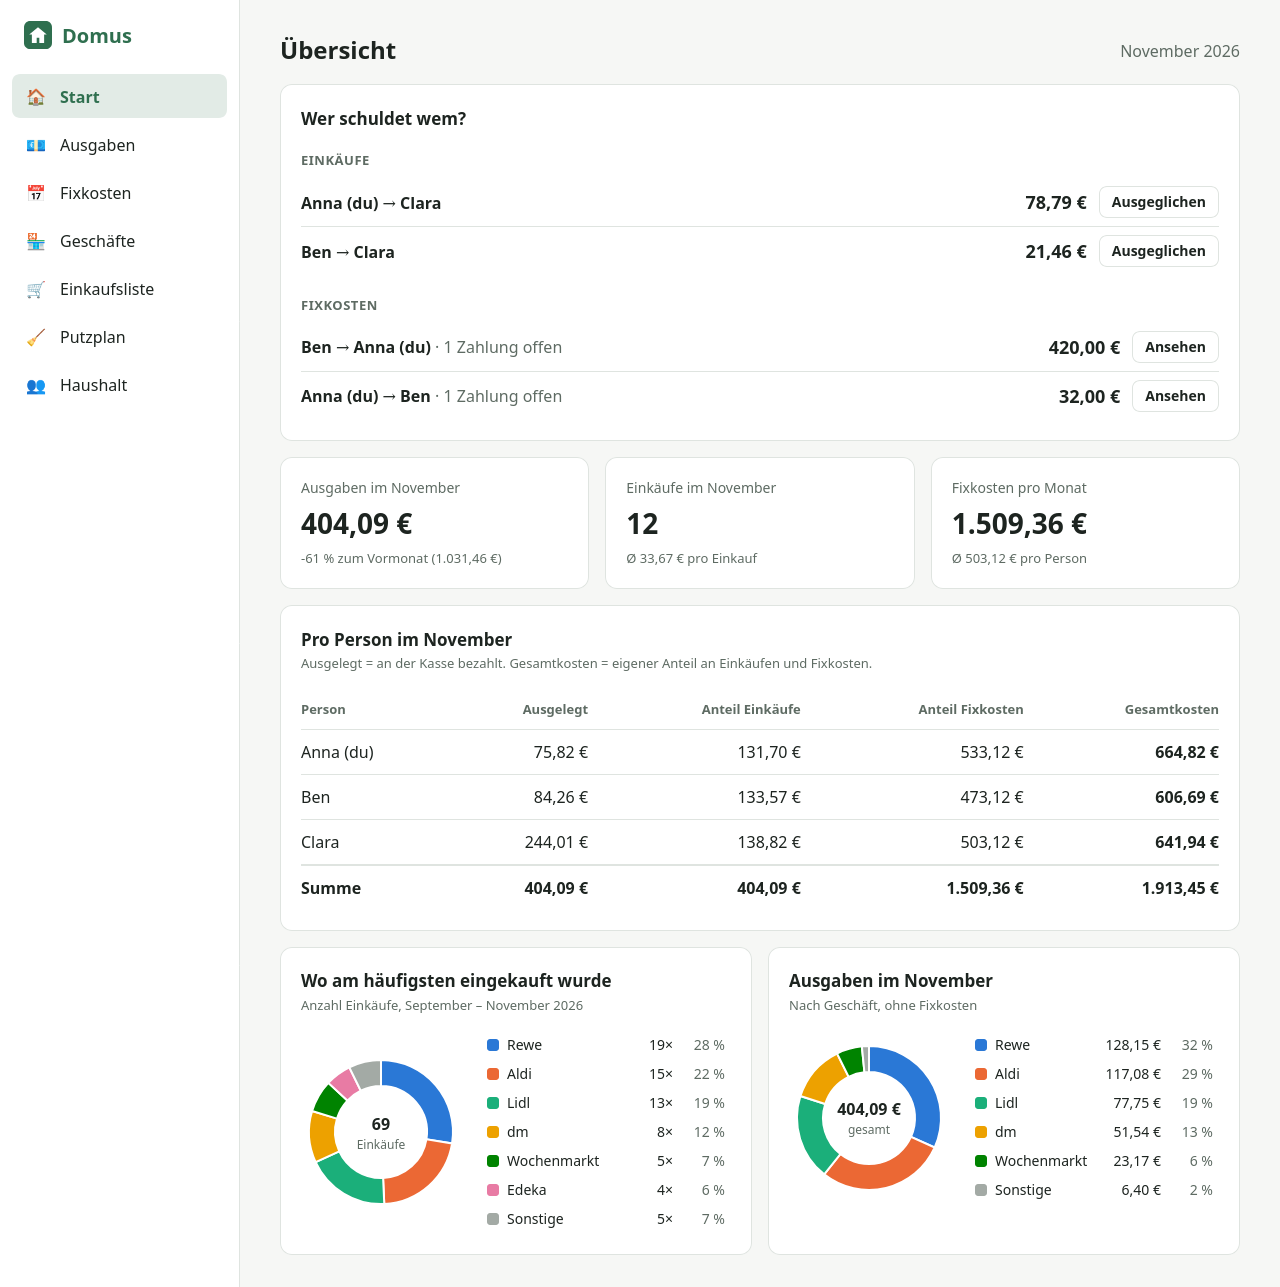 Domus
Start
Ausgaben
Fixkosten
Geschäfte
Einkaufsliste
Putzplan
Haushalt
Übersicht
November 2026
Wer schuldet wem?
EINKÄUFE
Anna (du) → Clara 78,79 € Ausgeglichen
Ben → Clara 21,46 € Ausgeglichen
FIXKOSTEN
Ben → Anna (du) · 1 Zahlung offen 420,00 € Ansehen
Anna (du) → Ben · 1 Zahlung offen 32,00 € Ansehen
Ausgaben im November
404,09 €
-61 % zum Vormonat (1.031,46 €)
Einkäufe im November
12
Ø 33,67 € pro Einkauf
Fixkosten pro Monat
1.509,36 €
Ø 503,12 € pro Person
Pro Person im November
Ausgelegt = an der Kasse bezahlt. Gesamtkosten = eigener Anteil an Einkäufen und Fixkosten.
Person Ausgelegt Anteil Einkäufe Anteil Fixkosten Gesamtkosten
Anna (du) 75,82 € 131,70 € 533,12 € 664,82 €
Ben 84,26 € 133,57 € 473,12 € 606,69 €
Clara 244,01 € 138,82 € 503,12 € 641,94 €
Summe 404,09 € 404,09 € 1.509,36 € 1.913,45 €
Wo am häufigsten eingekauft wurde
Anzahl Einkäufe, September – November 2026
69
Einkäufe
Rewe 19× 28 %
Aldi 15× 22 %
Lidl 13× 19 %
dm 8× 12 %
Wochenmarkt 5× 7 %
Edeka 4× 6 %
Sonstige 5× 7 %
Ausgaben im November
Nach Geschäft, ohne Fixkosten
404,09 €
gesamt
Rewe 128,15 € 32 %
Aldi 117,08 € 29 %
Lidl 77,75 € 19 %
dm 51,54 € 13 %
Wochenmarkt 23,17 € 6 %
Sonstige 6,40 € 2 %